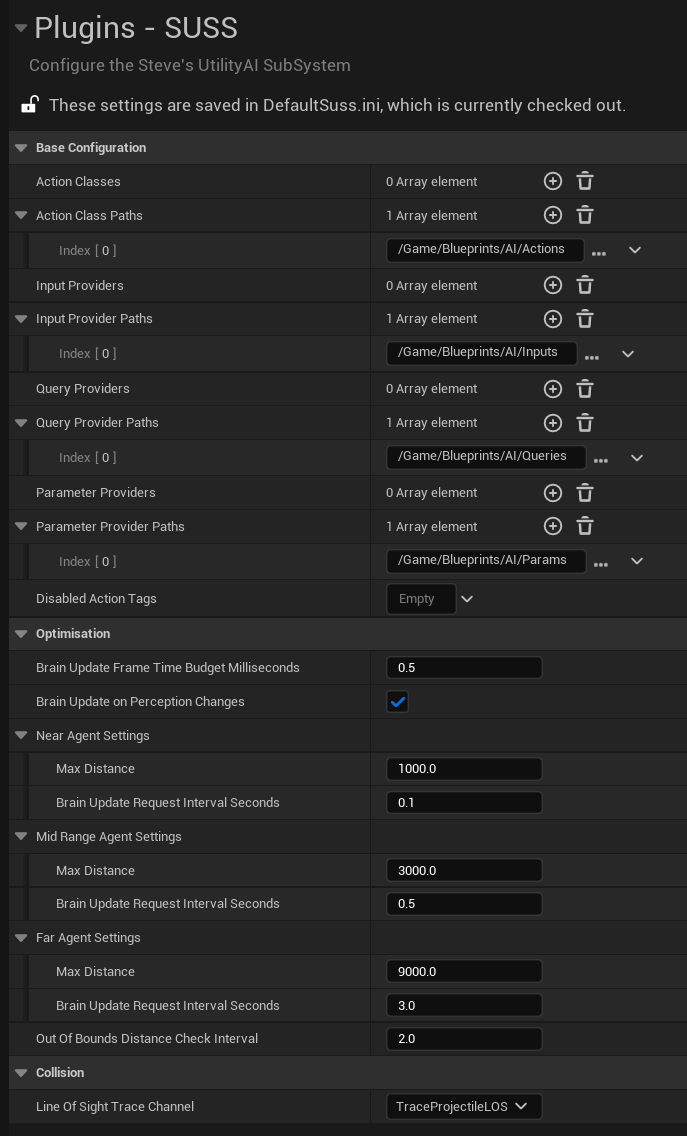 Plugins - SUSS
Configure the Steve's UtilityAI SubSystem
These settings are saved in DefaultSuss.ini, which is currently checked out.
Base Configuration
Action Classes 0 Array element
Action Class Paths 1 Array element
Index [ 0 ] /Game/Blueprints/AI/Actions ...
Input Providers 0 Array element
Input Provider Paths 1 Array element
Index [ 0 ] /Game/Blueprints/AI/Inputs ...
Query Providers 0 Array element
Query Provider Paths 1 Array element
Index [ 0 ] /Game/Blueprints/AI/Queries ...
Parameter Providers 0 Array element
Parameter Provider Paths 1 Array element
Index [ 0 ] /Game/Blueprints/AI/Params ...
Disabled Action Tags Empty
Optimisation
Brain Update Frame Time Budget Milliseconds 0.5
Brain Update on Perception Changes
Near Agent Settings
Max Distance 1000.0
Brain Update Request Interval Seconds 0.1
Mid Range Agent Settings
Max Distance 3000.0
Brain Update Request Interval Seconds 0.5
Far Agent Settings
Max Distance 9000.0
Brain Update Request Interval Seconds 3.0
Out Of Bounds Distance Check Interval 2.0
Collision
Line Of Sight Trace Channel TraceProjectileLOS